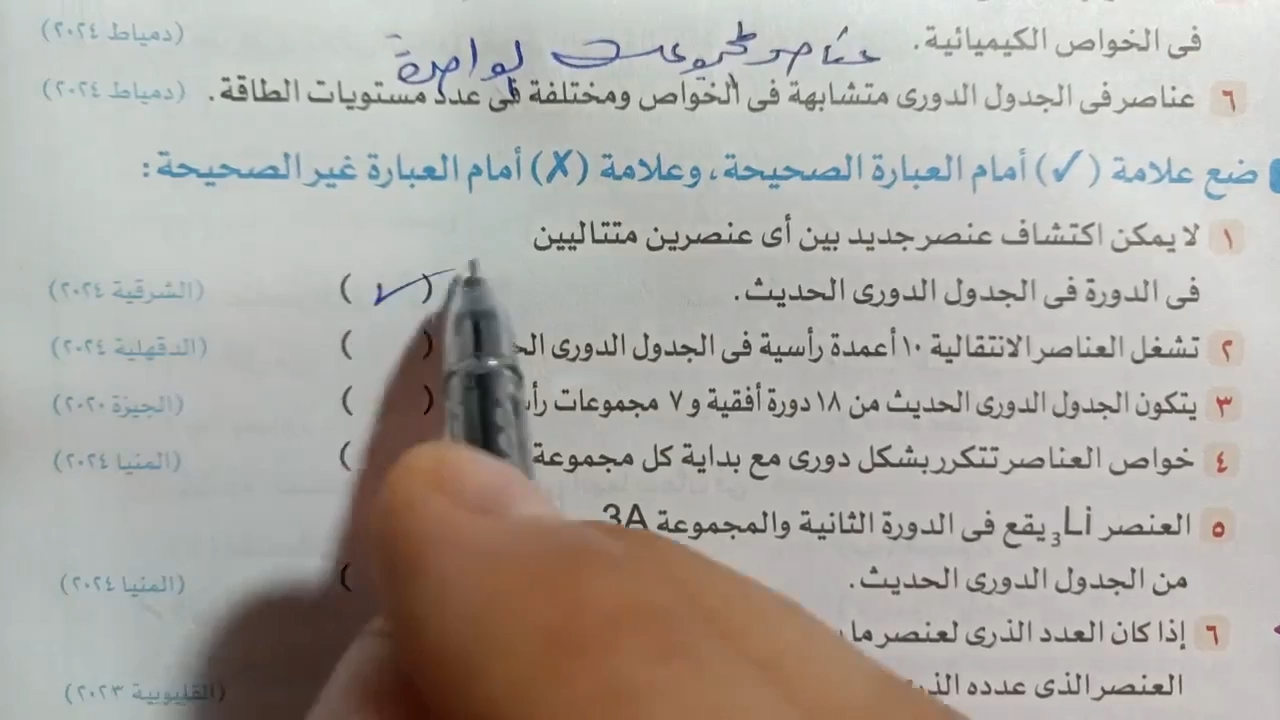 فى الخواص الكيميائية. (دمياط ٢٠٢٤)
عناصر المجموعة الواحدة
٦ عناصر فى الجدول الدورى متشابهة فى الخواص ومختلفة فى عدد مستويات الطاقة. (دمياط ٢٠٢٤)
ضع علامة (✓) أمام العبارة الصحيحة، وعلامة (✗) أمام العبارة غير الصحيحة:
١ لا يمكن اكتشاف عنصر جديد بين أى عنصرين متتاليين
فى الدورة فى الجدول الدورى الحديث. (✓) (الشرقية ٢٠٢٤)
٢ تشغل العناصر الانتقالية ١٠ أعمدة رأسية فى الجدول الدورى ( ) (الدقهلية ٢٠٢٤)
٣ يتكون الجدول الدورى الحديث من ١٨ دورة أفقية و ٧ مجموعات ( ) (الجيزة ٢٠٢٠)
٤ خواص العناصر تتكرر بشكل دورى مع بداية كل مجموعة (المنيا ٢٠٢٤)
٥ العنصر ₃Li يقع فى الدورة الثانية والمجموعة 3A
من الجدول الدورى الحديث. (المنيا ٢٠٢٤)
٦ إذا كان العدد الذرى لعنصر ما
العنصر الذى عدده (القليوبية ٢٠٢٣)